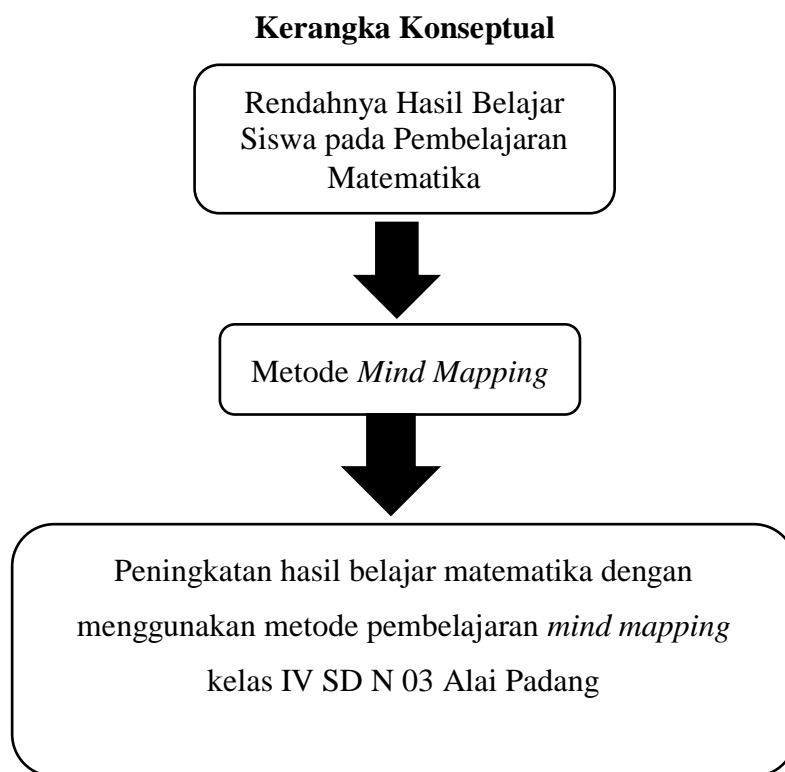 Kerangka Konseptual
Rendahnya Hasil Belajar
Siswa pada Pembelajaran
Matematika
Metode Mind Mapping
Peningkatan hasil belajar matematika dengan
menggunakan metode pembelajaran mind mapping
kelas IV SD N 03 Alai Padang